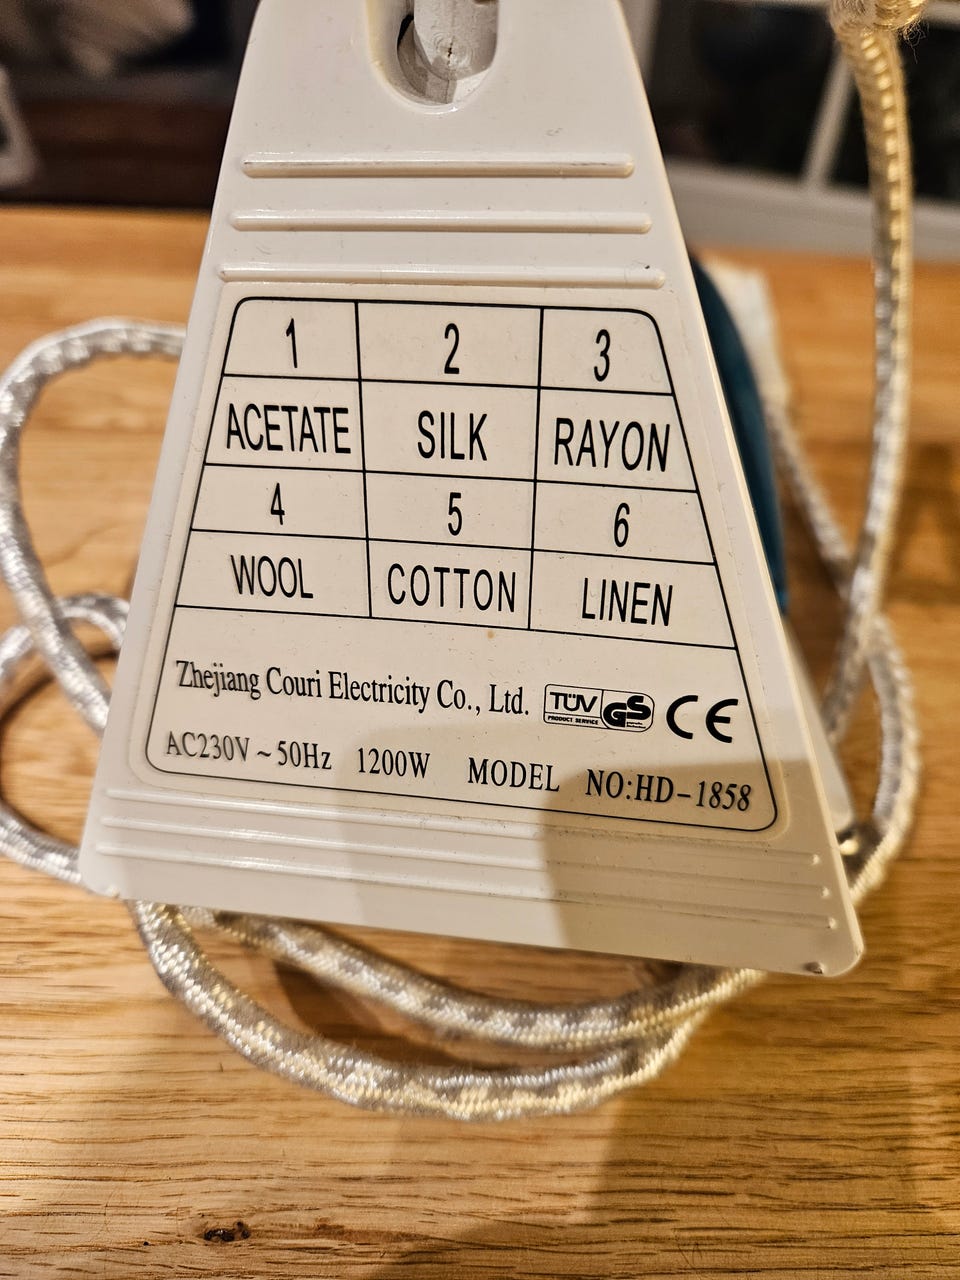 1 2 3
ACETATE SILK RAYON
4 5 6
WOOL COTTON LINEN
Zhejiang Couri Electricity Co., Ltd. TÜV PRODUCT SERVICE GS CE
AC230V ~ 50Hz 1200W MODEL NO:HD-1858